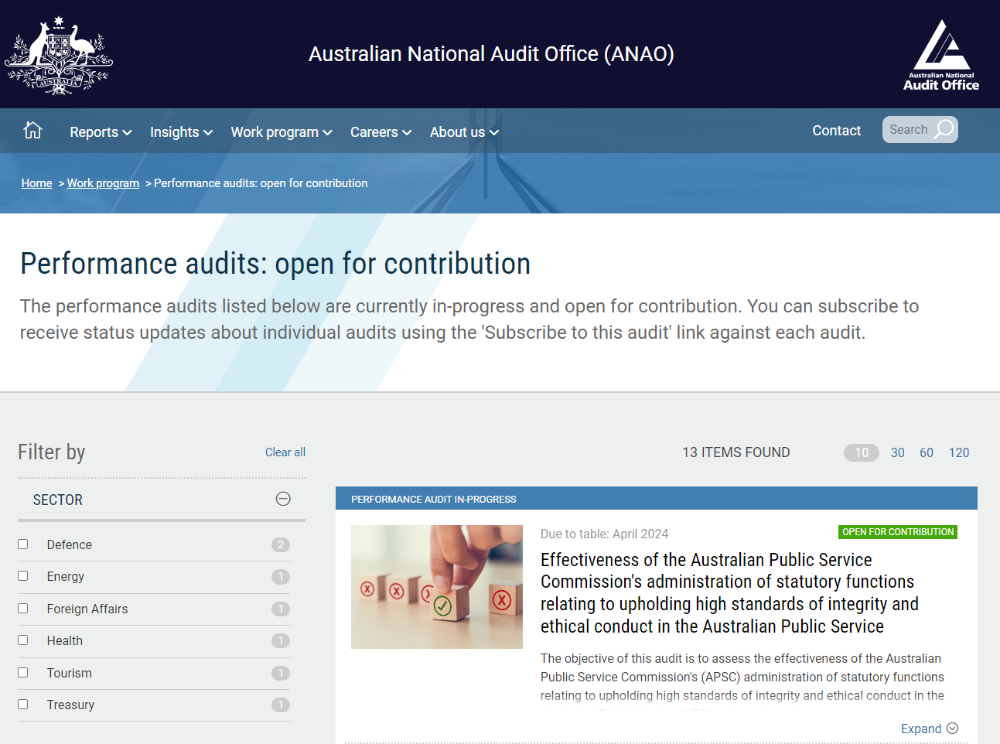 AUSTRALIA
Australian National Audit Office (ANAO)
Australian National
Audit Office
Reports
Insights
Work program
Careers
About us
Contact
Search
Home > Work program > Performance audits: open for contribution
Performance audits: open for contribution
The performance audits listed below are currently in-progress and open for contribution. You can subscribe to
receive status updates about individual audits using the 'Subscribe to this audit' link against each audit.
Filter by
Clear all
SECTOR
Defence 2
Energy 1
Foreign Affairs 1
Health 1
Tourism 1
Treasury 1
13 ITEMS FOUND
10 30 60 120
PERFORMANCE AUDIT IN-PROGRESS
Due to table: April 2024
OPEN FOR CONTRIBUTION
Effectiveness of the Australian Public Service
Commission's administration of statutory functions
relating to upholding high standards of integrity and
ethical conduct in the Australian Public Service
The objective of this audit is to assess the effectiveness of the Australian
Public Service Commission's (APSC) administration of statutory functions
relating to upholding high standards of integrity and ethical conduct in the
Expand